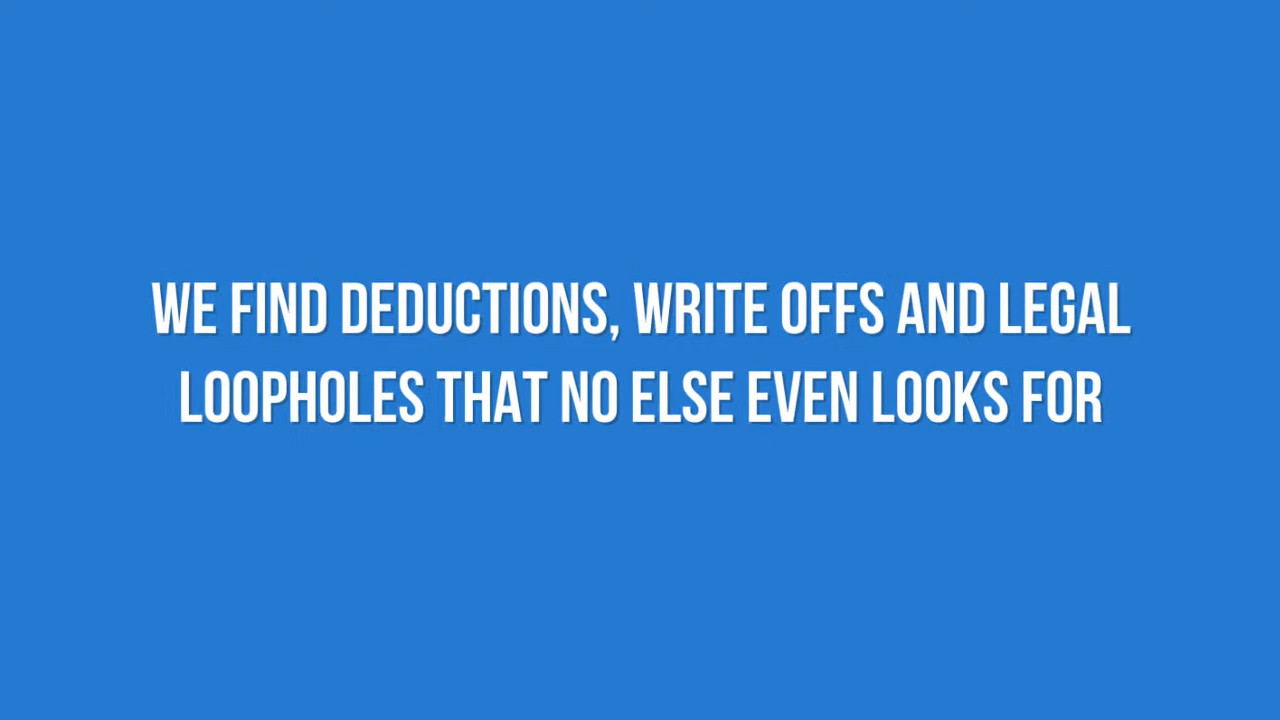 WE FIND DEDUCTIONS, WRITE OFFS AND LEGAL
LOOPHOLES THAT NO ELSE EVEN LOOKS FOR